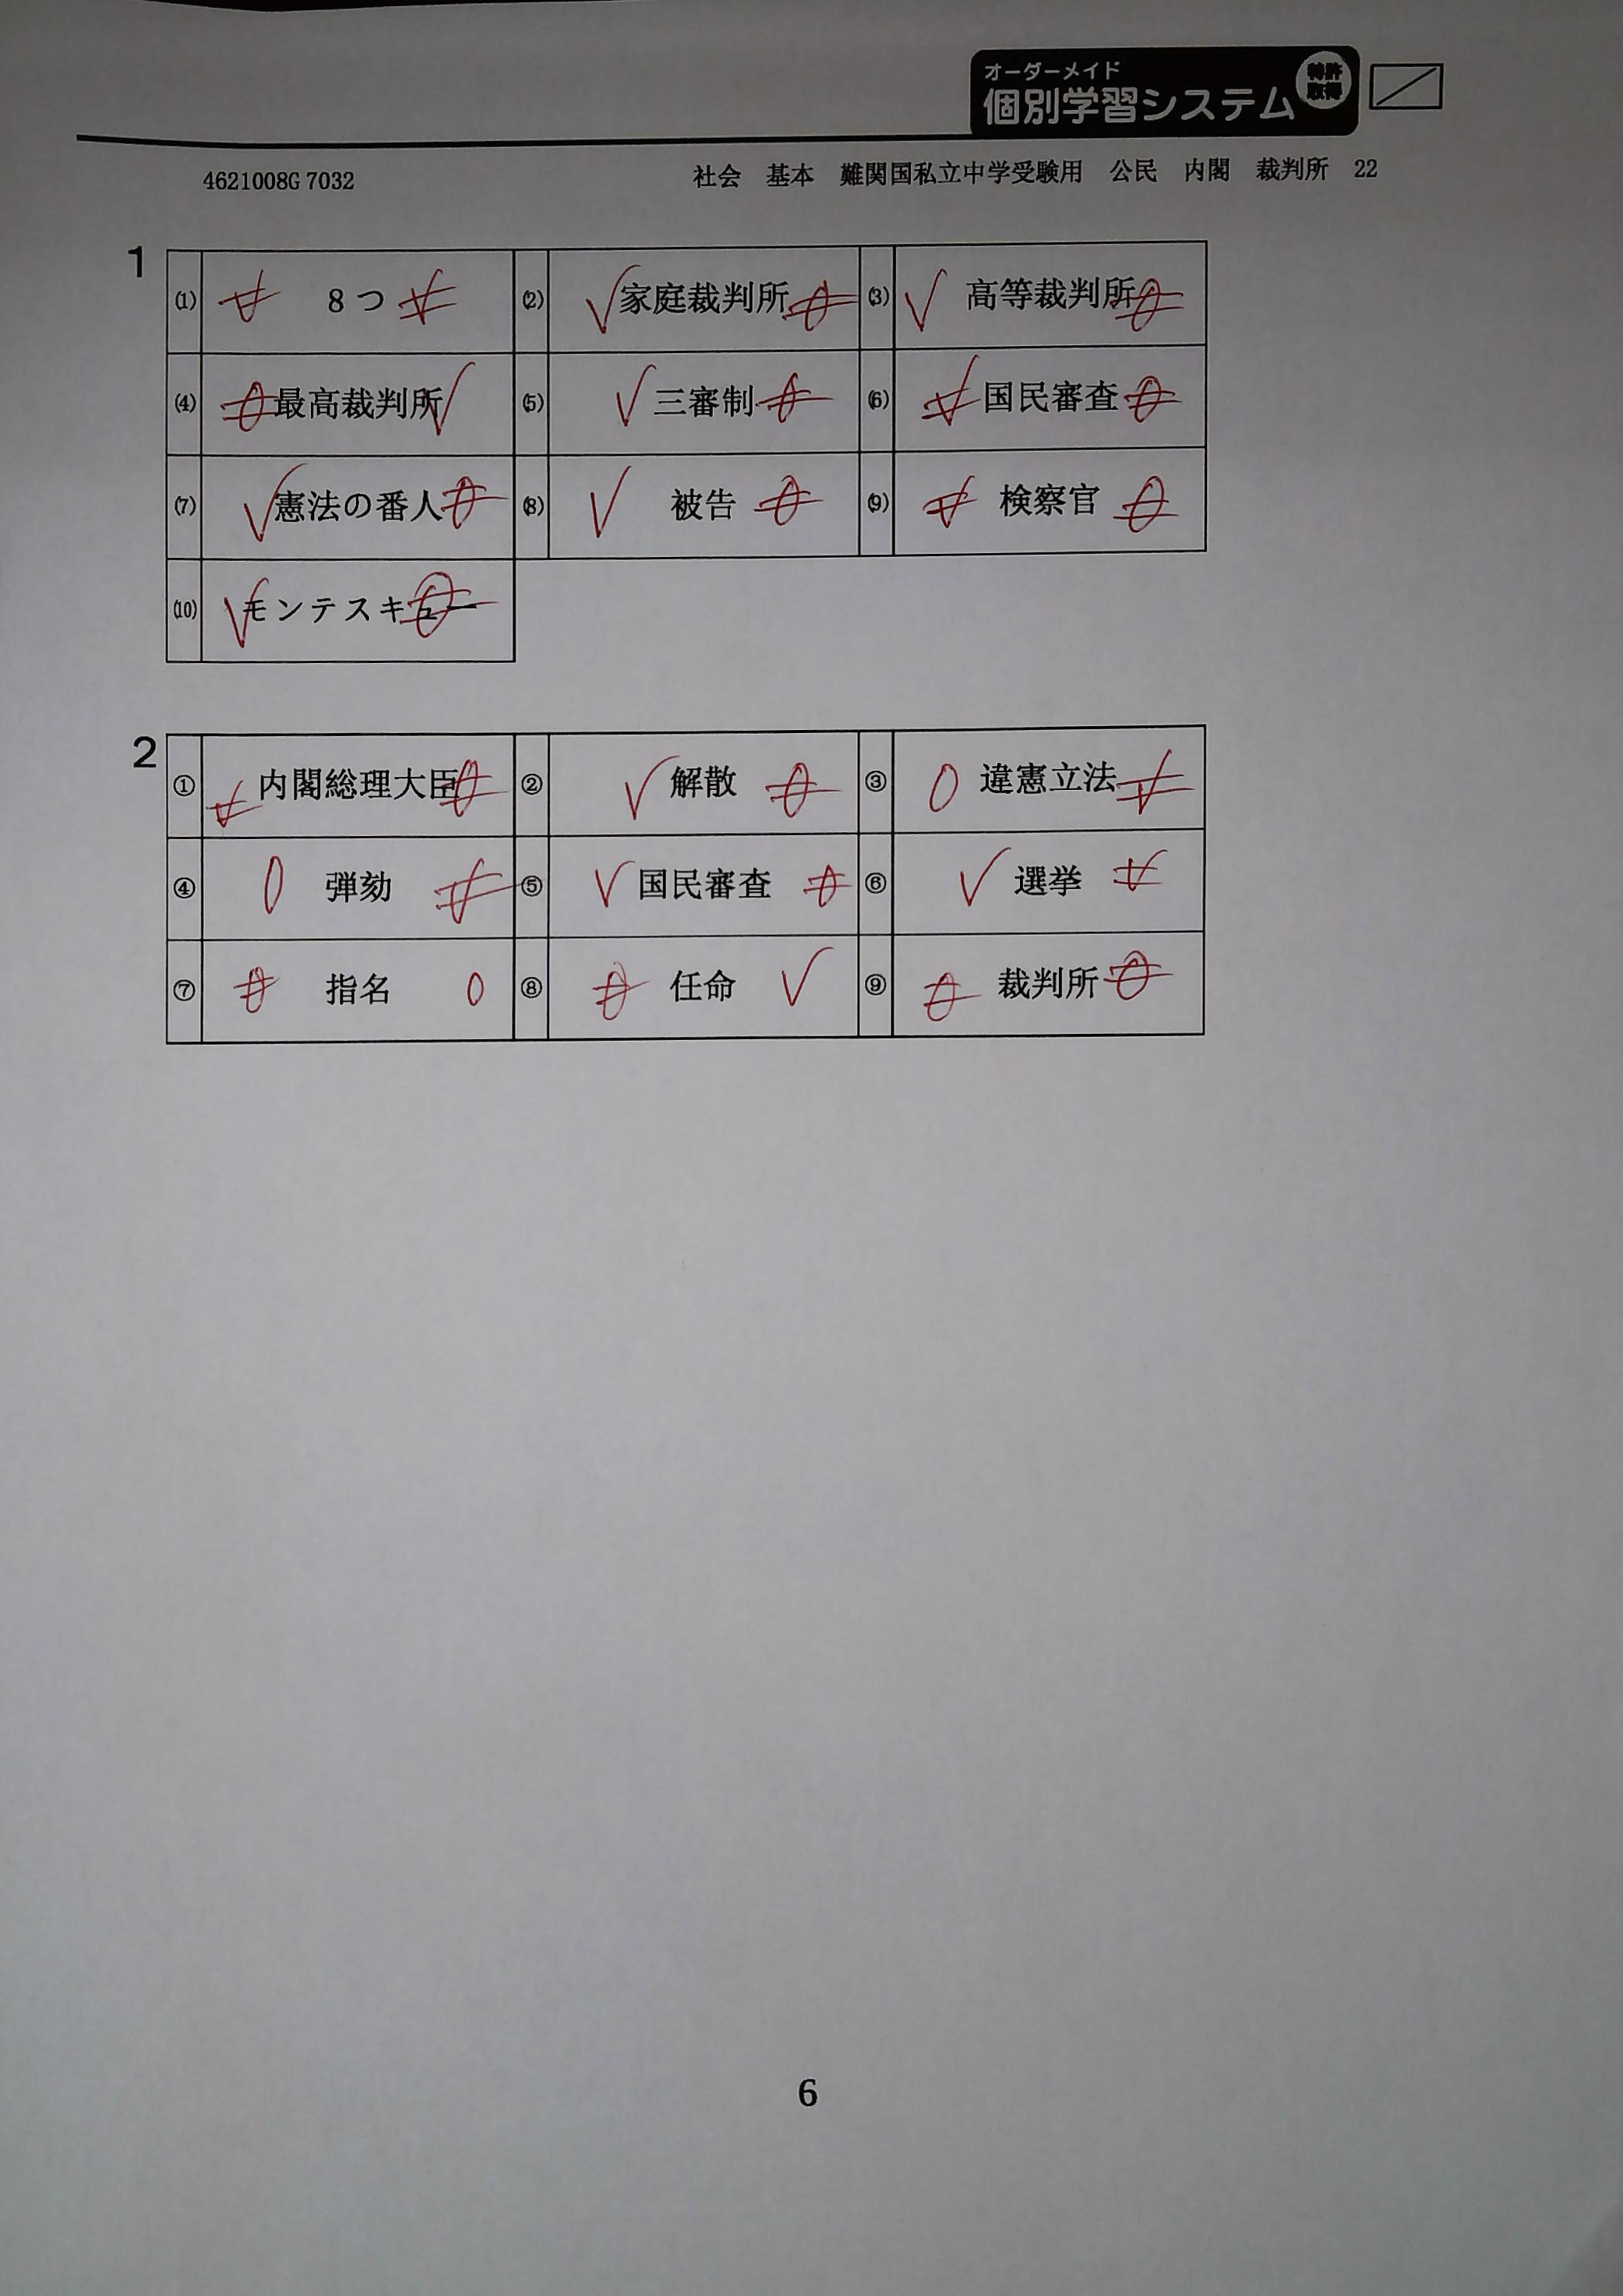 オーダーメイド
個別学習システム
特許
取得
4621008G 7032 社会 基本 難関国私立中学受験用 公民 内閣 裁判所 22
1
(1) 8つ (2) 家庭裁判所 (3) 高等裁判所
(4) 最高裁判所 (5) 三審制 (6) 国民審査
(7) 憲法の番人 (8) 被告 (9) 検察官
(10) モンテスキュー
2
① 内閣総理大臣 ② 解散 ③ 違憲立法
④ 弾劾 ⑤ 国民審査 ⑥ 選挙
⑦ 指名 ⑧ 任命 ⑨ 裁判所
6